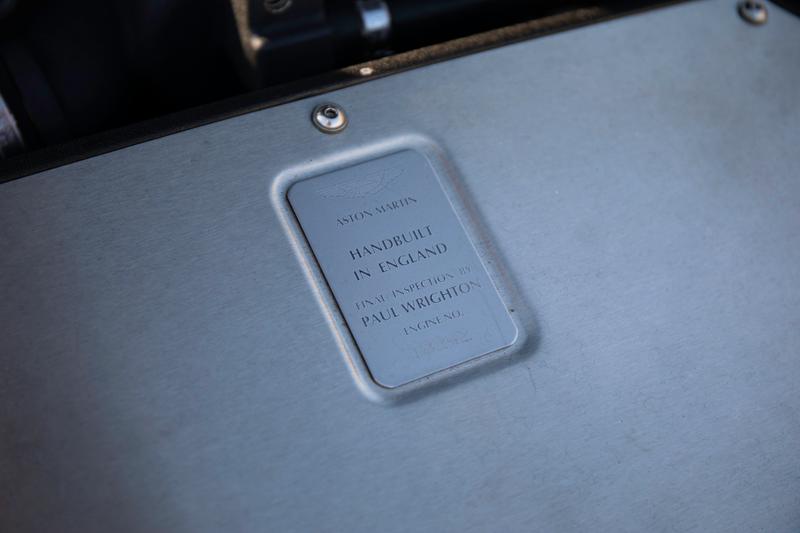 ASTON MARTIN
HANDBUILT
IN ENGLAND
FINAL INSPECTION BY
PAUL WRIGHTON
ENGINE NO.